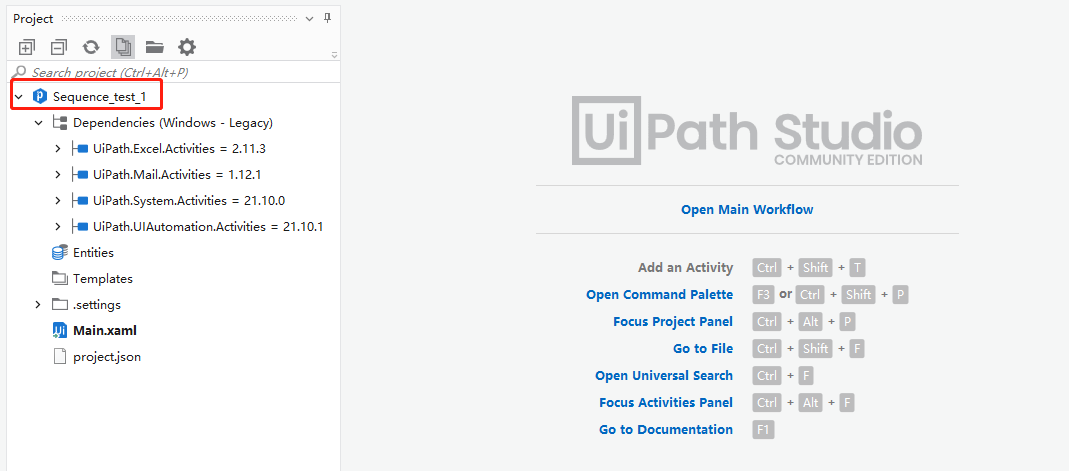 Project
Search project (Ctrl+Alt+P)
Sequence_test_1
Dependencies (Windows - Legacy)
UiPath.Excel.Activities = 2.11.3
UiPath.Mail.Activities = 1.12.1
UiPath.System.Activities = 21.10.0
UiPath.UIAutomation.Activities = 21.10.1
Entities
Templates
.settings
Main.xaml
project.json
Ui Path Studio
COMMUNITY EDITION
Open Main Workflow
Add an Activity Ctrl + Shift + T
Open Command Palette F3 or Ctrl + Shift + P
Focus Project Panel Ctrl + Alt + P
Go to File Ctrl + Shift + F
Open Universal Search Ctrl + F
Focus Activities Panel Ctrl + Alt + F
Go to Documentation F1